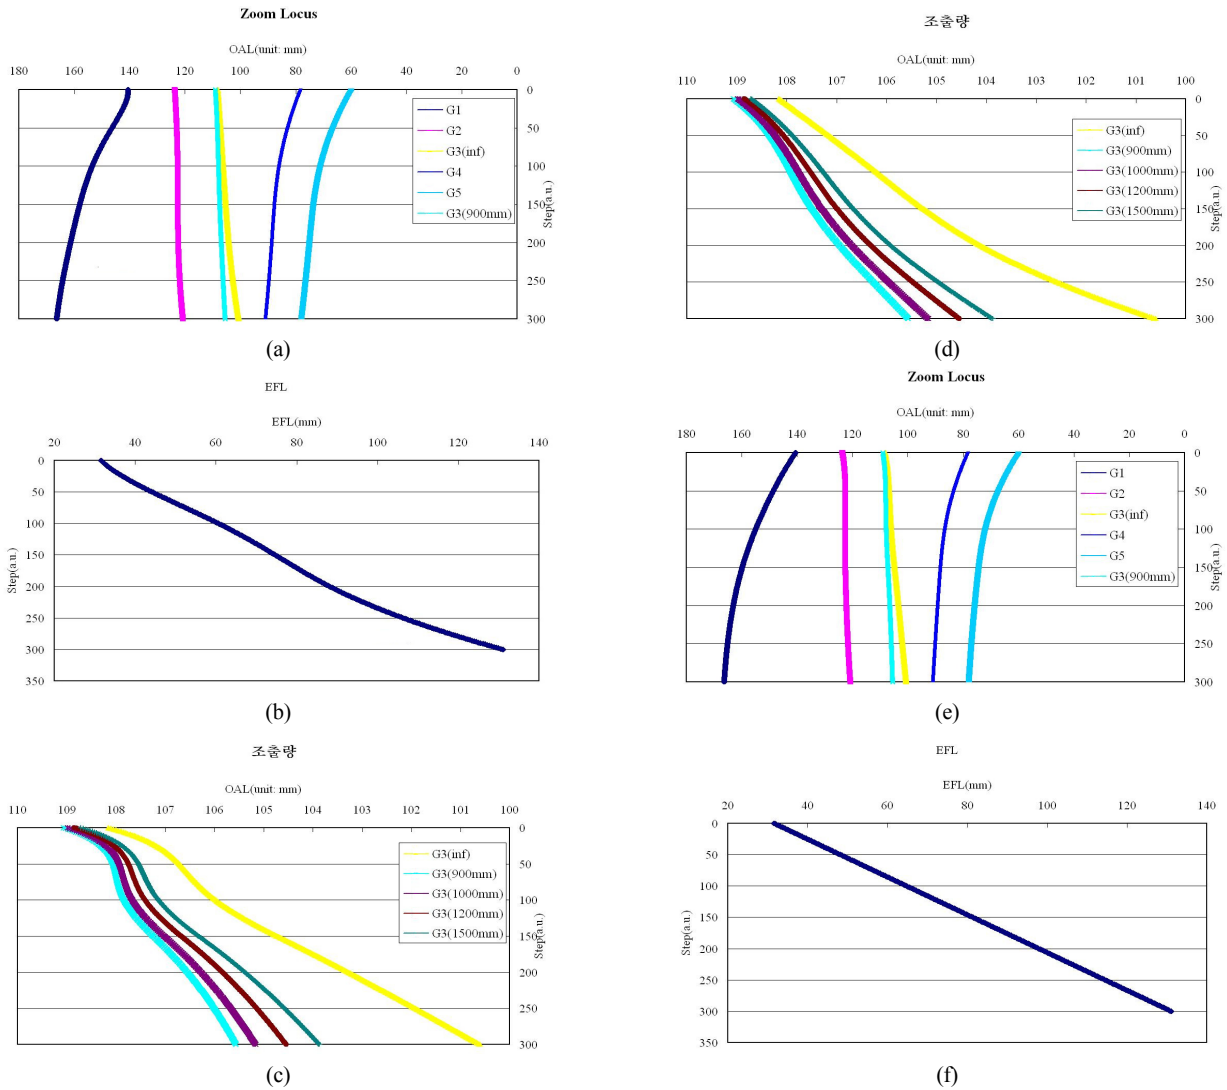 Zoom Locus
OAL(unit: mm)
180 160 140 120 100 80 60 40 20 0
0
50
100
150
200
250
300
Step(a.u.)
G1
G2
G3(inf)
G4
G5
G3(900mm)
(a)
EFL
EFL(mm)
20 40 60 80 100 120 140
0
50
100
150
200
250
300
350
Step(a.u.)
(b)
조출량
OAL(unit: mm)
110 109 108 107 106 105 104 103 102 101 100
0
50
100
150
200
250
300
Step(a.u.)
G3(inf)
G3(900mm)
G3(1000mm)
G3(1200mm)
G3(1500mm)
(c)
조출량
OAL(unit: mm)
110 109 108 107 106 105 104 103 102 101 100
0
50
100
150
200
250
300
Step(a.u.)
G3(inf)
G3(900mm)
G3(1000mm)
G3(1200mm)
G3(1500mm)
(d)
Zoom Locus
OAL(unit: mm)
180 160 140 120 100 80 60 40 20 0
0
50
100
150
200
250
300
Step(a.u.)
G1
G2
G3(inf)
G4
G5
G3(900mm)
(e)
EFL
EFL(mm)
20 40 60 80 100 120 140
0
50
100
150
200
250
300
350
Step(a.u.)
(f)